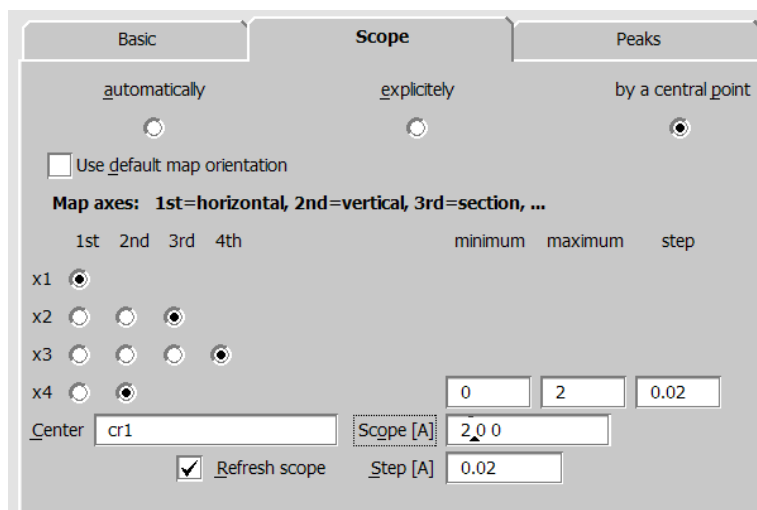 Basic Scope Peaks
automatically explicitely by a central point
Use default map orientation
Map axes: 1st=horizontal, 2nd=vertical, 3rd=section, ...
1st 2nd 3rd 4th minimum maximum step
x1
x2
x3
x4 0 2 0.02
Center cr1 Scope [A] 2 0 0
Refresh scope Step [A] 0.02